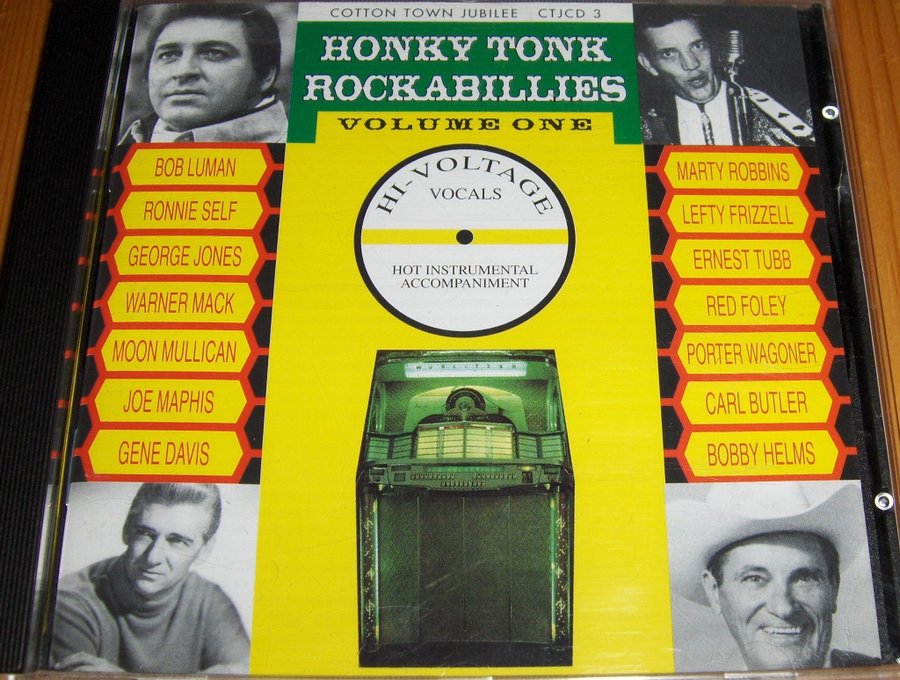 COTTON TOWN JUBILEE CTJCD 3
HONKY TONK
ROCKABILLIES
VOLUME ONE
HI-VOLTAGE
VOCALS
HOT INSTRUMENTAL
ACCOMPANIMENT
BOB LUMAN
RONNIE SELF
GEORGE JONES
WARNER MACK
MOON MULLICAN
JOE MAPHIS
GENE DAVIS
MARTY ROBBINS
LEFTY FRIZZELL
ERNEST TUBB
RED FOLEY
PORTER WAGONER
CARL BUTLER
BOBBY HELMS
WURLITZER